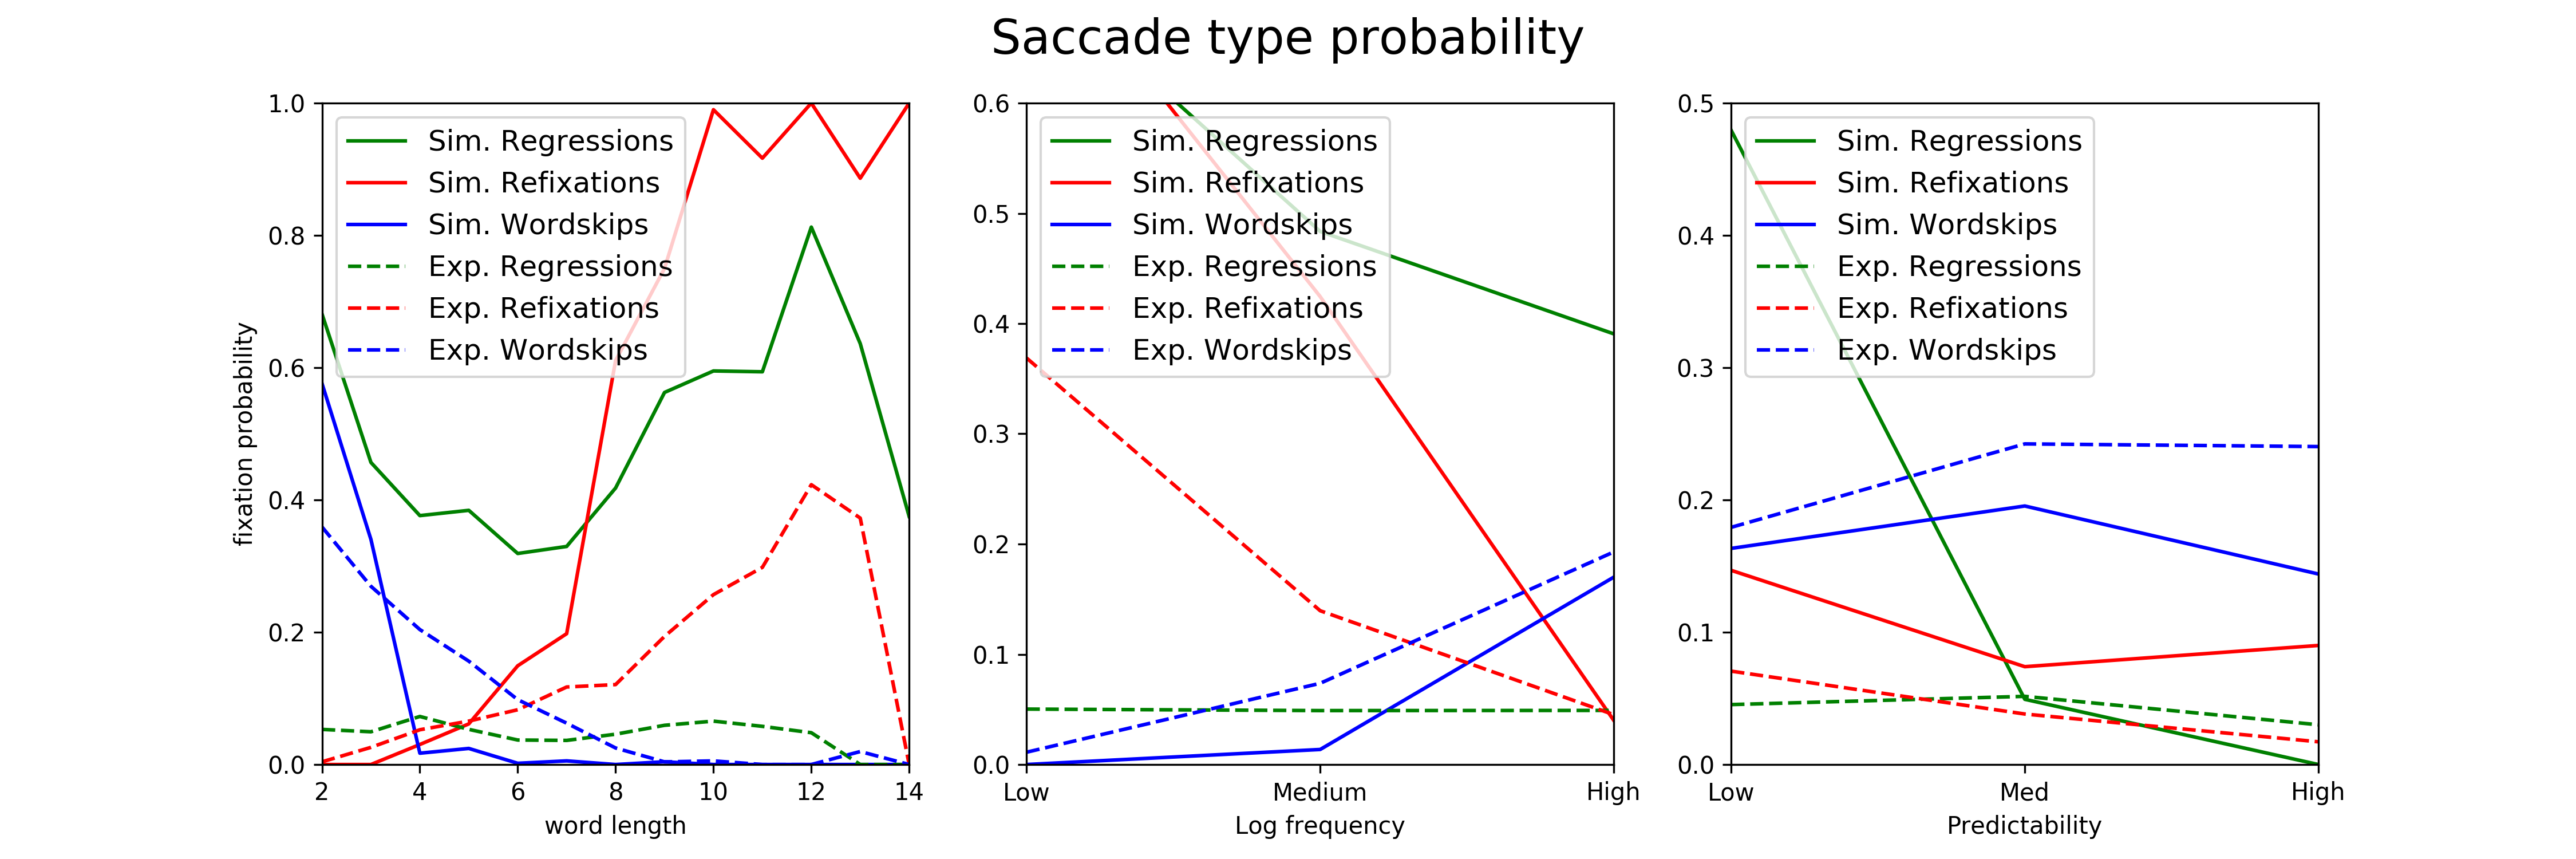 Saccade type probability
fixation probability
1.0
0.8
0.6
0.4
0.2
0.0
Sim. Regressions
Sim. Refixations
Sim. Wordskips
Exp. Regressions
Exp. Refixations
Exp. Wordskips
2 4 6 8 10 12 14
word length
0.6
0.5
0.4
0.3
0.2
0.1
0.0
Sim. Regressions
Sim. Refixations
Sim. Wordskips
Exp. Regressions
Exp. Refixations
Exp. Wordskips
Low Medium High
Log frequency
0.5
0.4
0.3
0.2
0.1
0.0
Sim. Regressions
Sim. Refixations
Sim. Wordskips
Exp. Regressions
Exp. Refixations
Exp. Wordskips
Low Med High
Predictability